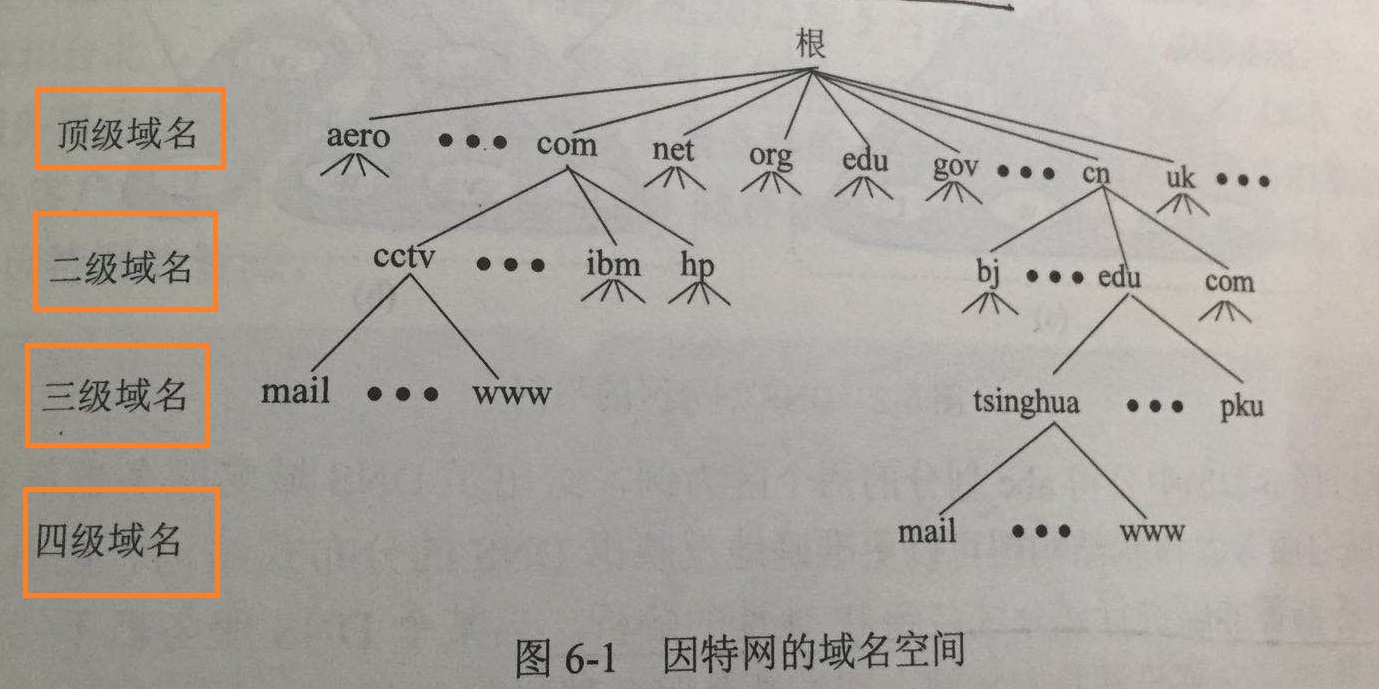 根
顶级域名 aero ••• com net org edu gov ••• cn uk •••
二级域名 cctv ••• ibm hp bj ••• edu com
三级域名 mail ••• www tsinghua ••• pku
四级域名 mail ••• www
图 6-1 因特网的域名空间